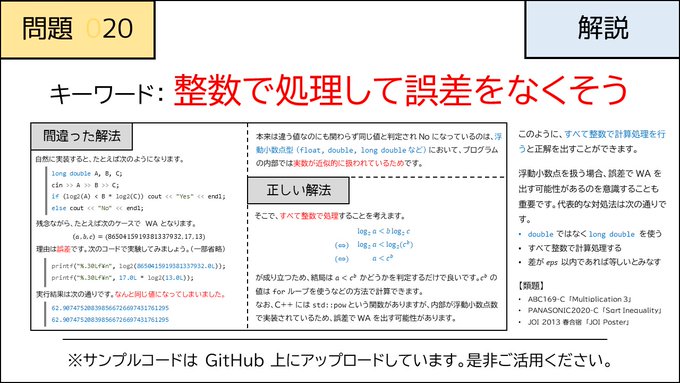 問題 020
解説
キーワード: 整数で処理して誤差をなくそう
間違った解法
自然に実装すると、たとえば次のようになります。
long double A, B, C;
cin >> A >> B >> C;
if (log2(A) < B * log2(C)) cout << "Yes" << endl;
else cout << "No" << endl;
残念ながら、たとえば次のケースで WA となります。
(a, b, c) = (8650415919381337932, 17, 13)
理由は誤差です。次のコードで実験してみましょう。(一部省略)
printf("%.30Lf¥n", log2(8650415919381337932.0L));
printf("%.30Lf¥n", 17.0L * log2(13.0L));
実行結果は次の通りです。なんと同じ値になってしまいました。
62.907475208398566726697431761295
62.907475208398566726697431761295
本来は違う値なのにも関わらず同じ値と判定され No になっているのは、浮
動小数点型 (float, double, long double など) において、プログラム
の内部では実数が近似的に扱われているためです。
正しい解法
そこで、すべて整数で処理することを考えます。
log₂ a < b log₂ c
(⇔) log₂ a < log₂(cᵇ)
(⇔) a < cᵇ
が成り立つため、結局は a < cᵇ かどうかを判定するだけで良いです。cᵇ の
値は for ループを使うなどの方法で計算できます。
なお、C++ には std::pow という関数がありますが、内部が浮動小数点数
で実装されているため、誤差で WA を出す可能性があります。
このように、すべて整数で計算処理を行
うと正解を出すことができます。
浮動小数点を扱う場合、誤差で WA を
出す可能性があるのを意識することも
重要です。代表的な対処法は次の通りで
す。
• double ではなく long double を使う
• すべて整数で計算処理する
• 差が eps 以内であれば等しいとみなす
【類題】
• ABC169-C「Multiplication 3」
• PANASONIC2020-C「Sqrt Inequality」
• JOI 2013 春合宿「JOI Poster」
※サンプルコードは GitHub 上にアップロードしています。是非ご活用ください。